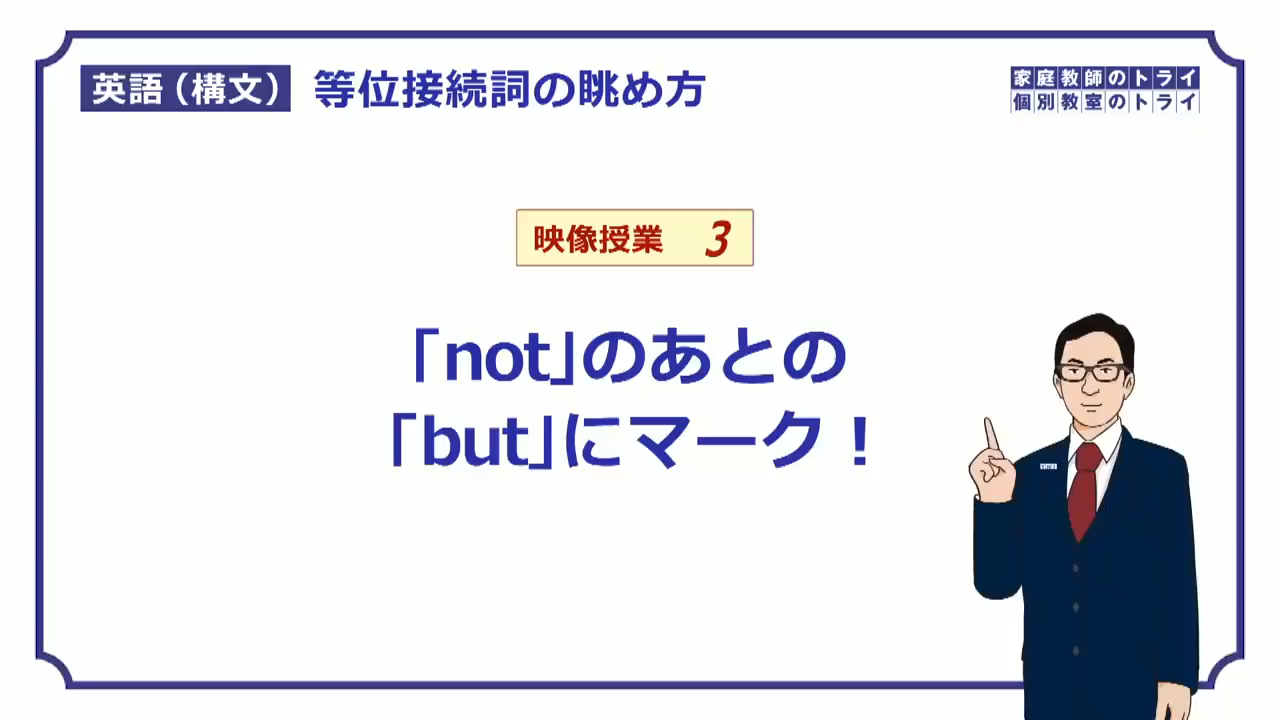 英語（構文） 等位接続詞の眺め方
家庭教師のトライ
個別教室のトライ
映像授業 3
「not」のあとの
「but」にマーク！